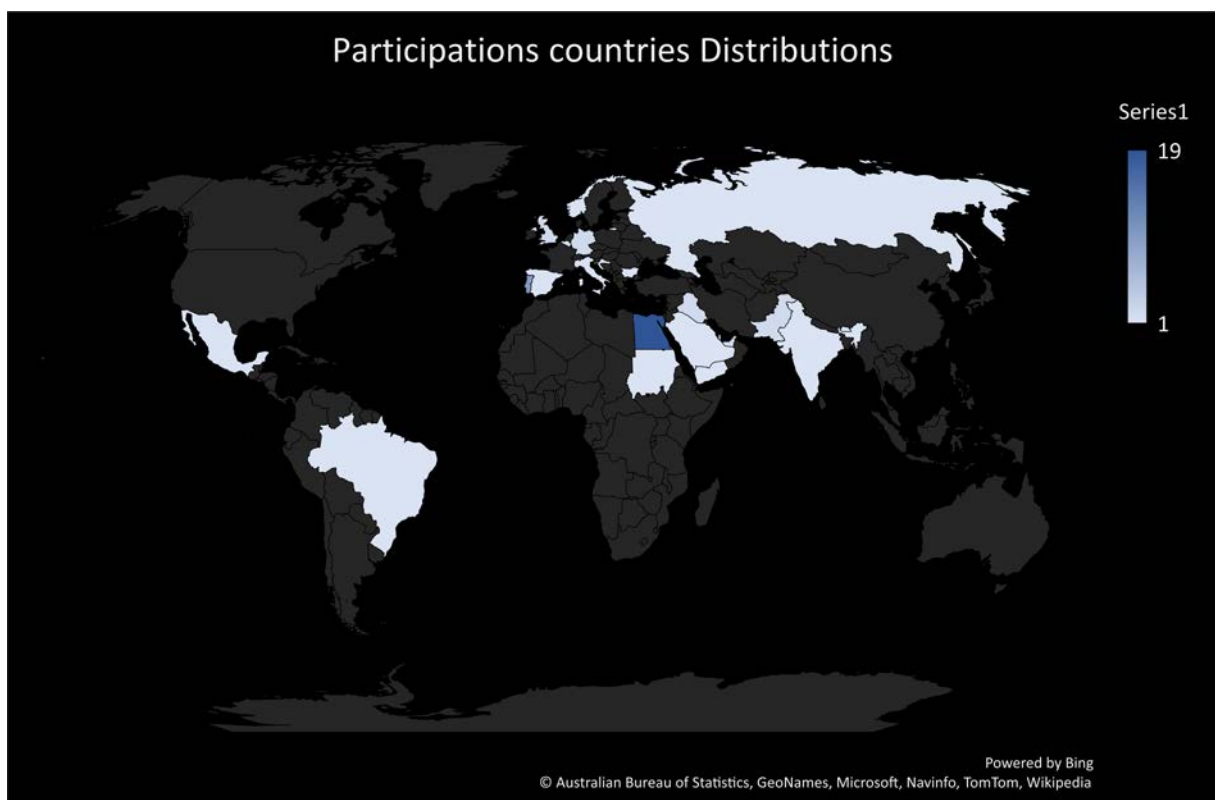 Participations countries Distributions
Series1
19
1
Powered by Bing
© Australian Bureau of Statistics, GeoNames, Microsoft, Navinfo, TomTom, Wikipedia